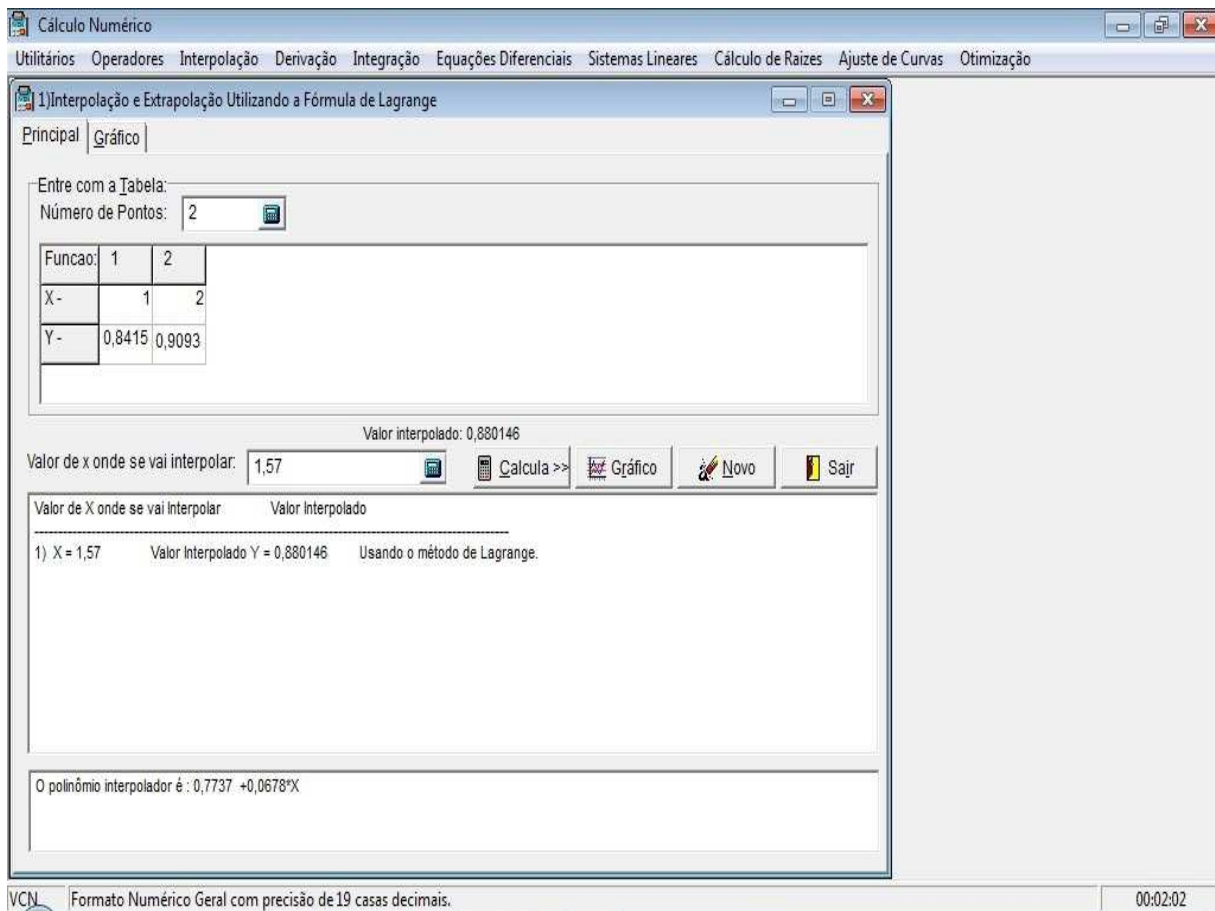 Cálculo Numérico
Utilitários Operadores Interpolação Derivação Integração Equações Diferenciais Sistemas Lineares Cálculo de Raizes Ajuste de Curvas Otimização
1)Interpolação e Extrapolação Utilizando a Fórmula de Lagrange
Principal Gráfico
Entre com a Tabela:
Número de Pontos: 2
Funcao: 1 2
X - 1 2
Y - 0,8415 0,9093
Valor interpolado: 0,880146
Valor de x onde se vai interpolar: 1,57 Calcula >> Gráfico Novo Sair
Valor de X onde se vai Interpolar Valor Interpolado
--------------------------------------------------------------------------------
1) X = 1,57 Valor Interpolado Y = 0,880146 Usando o método de Lagrange.
O polinômio interpolador é : 0,7737 +0,0678*X
VCN Formato Numérico Geral com precisão de 19 casas decimais. 00:02:02